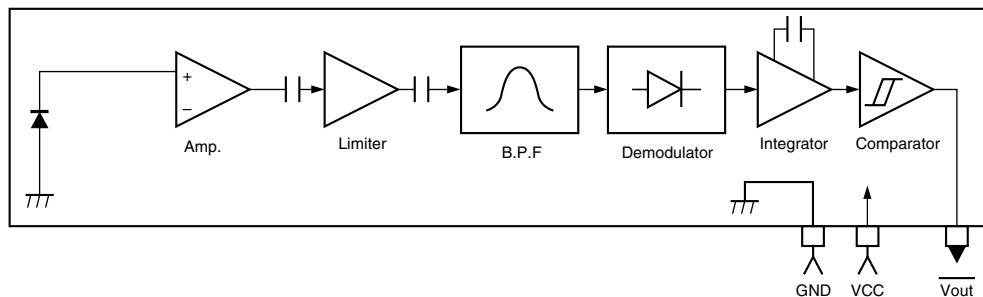 +
−
Amp.
Limiter
B.P.F
Demodulator
Integrator
Comparator
GND
VCC
Vout